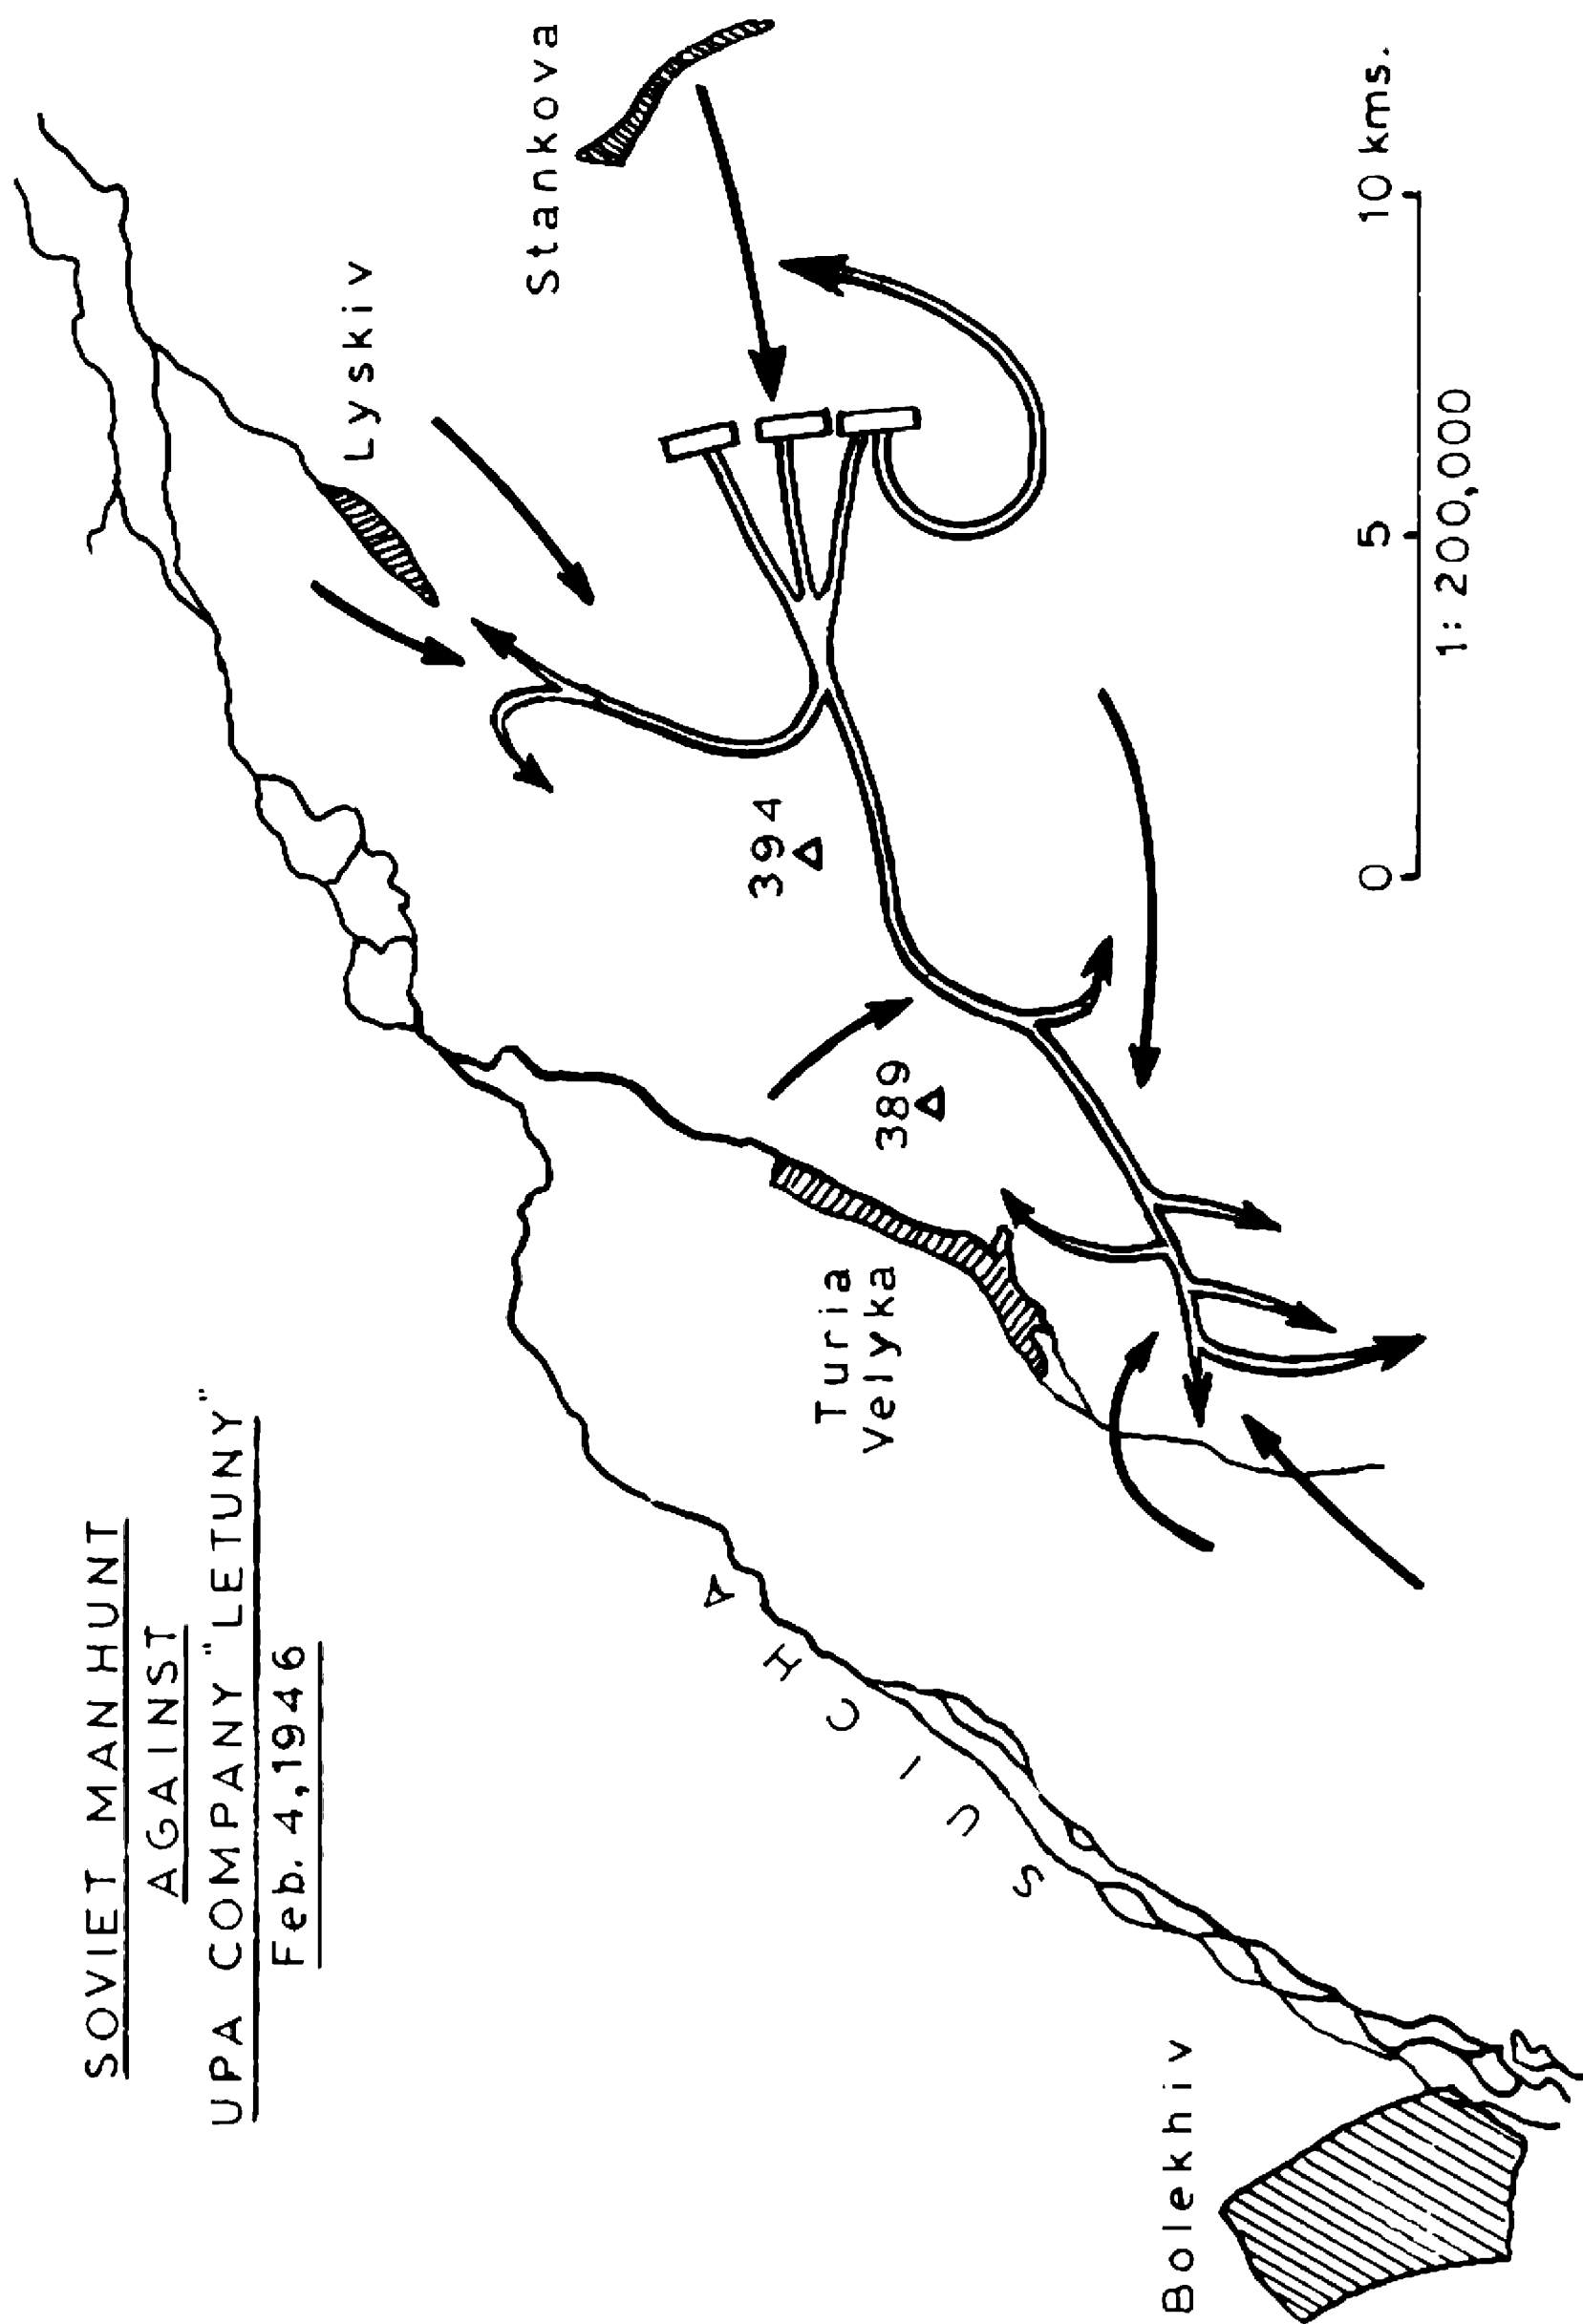 SOVIET MANHUNT
AGAINST
UPA COMPANY "LETUNY"
Feb. 4, 1946
Lyskiv
Stankova
394
389
Turia
Velyka
SUICHA
Bolekhiv
0 5 10 kms.
1: 200,000